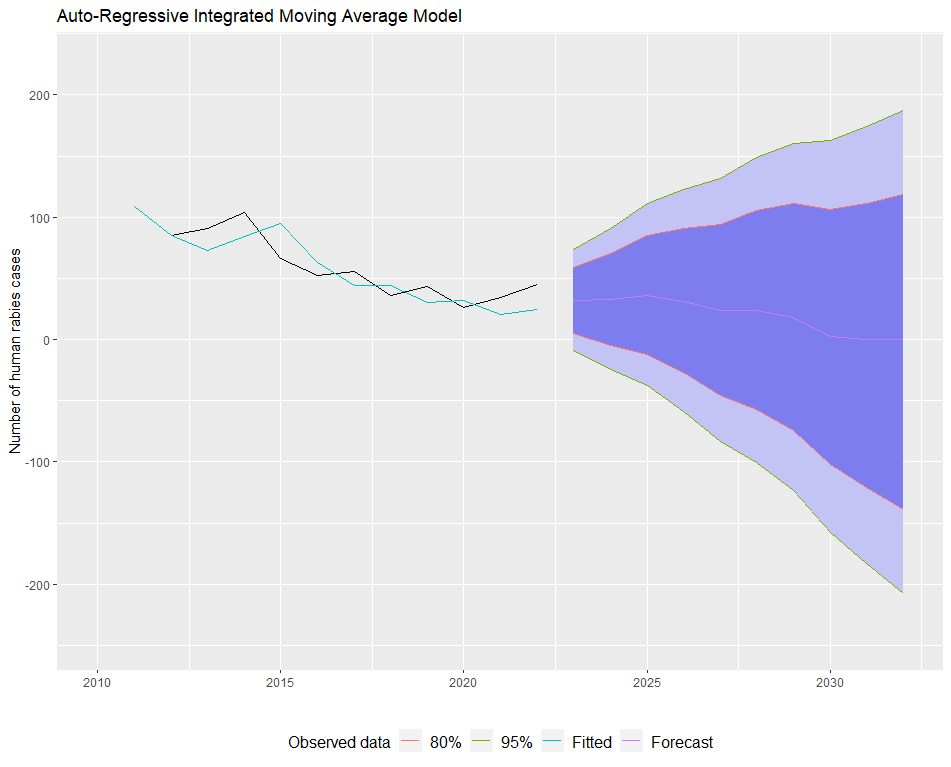 Auto-Regressive Integrated Moving Average Model
Number of human rabies cases
200
100
0
-100
-200
2010 2015 2020 2025 2030
Observed data 80% 95% Fitted Forecast